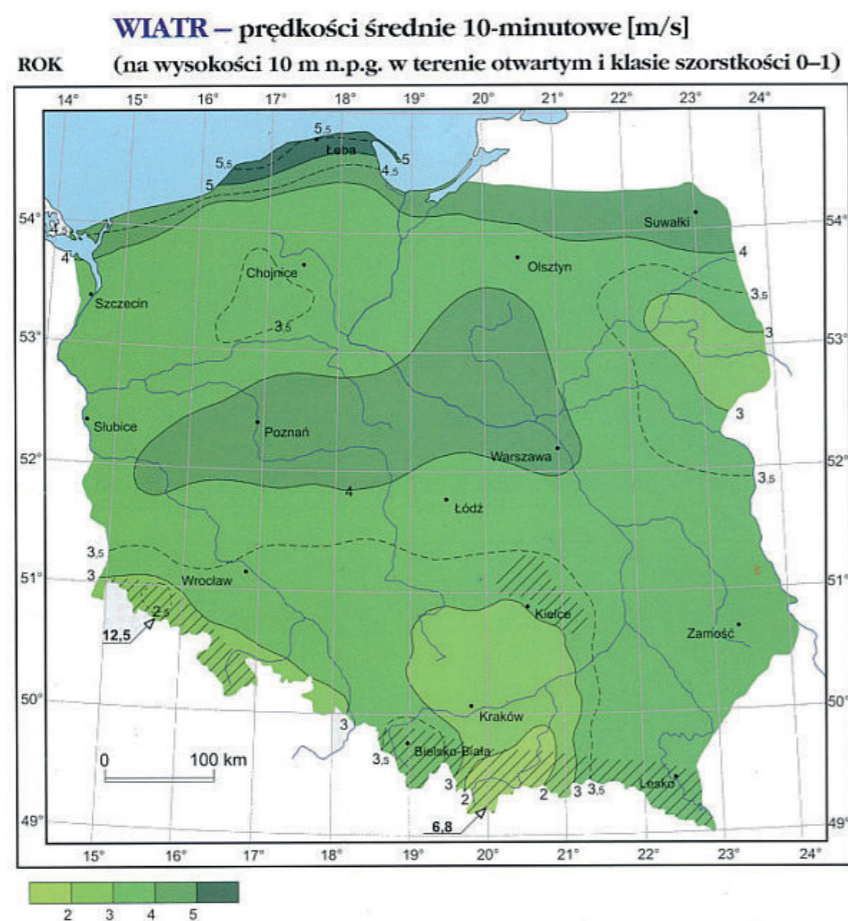 WIATR – prędkości średnie 10-minutowe [m/s]
ROK (na wysokości 10 m n.p.g. w terenie otwartym i klasie szorstkości 0–1)
14° 15° 16° 17° 18° 19° 20° 21° 22° 23° 24°
5,5
Łeba
5,5
5
5
4,5
54°
4,5
Suwałki
54°
4
4
Chojnice
Olsztyn
Szczecin
3,5
3,5
3
53°
53°
3
Słubice
Poznań
Warszawa
52°
52°
3,5
4
Łódź
3,5
51°
3
Wrocław
51°
2,5
Kielce
12,5
Zamość
50°
50°
3
Kraków
Bielsko-Biała
3,5
Lesko
0 100 km
3
2
2
3
3,5
49°
49°
6,8
15° 16° 17° 18° 19° 20° 21° 22° 23° 24°
2 3 4 5